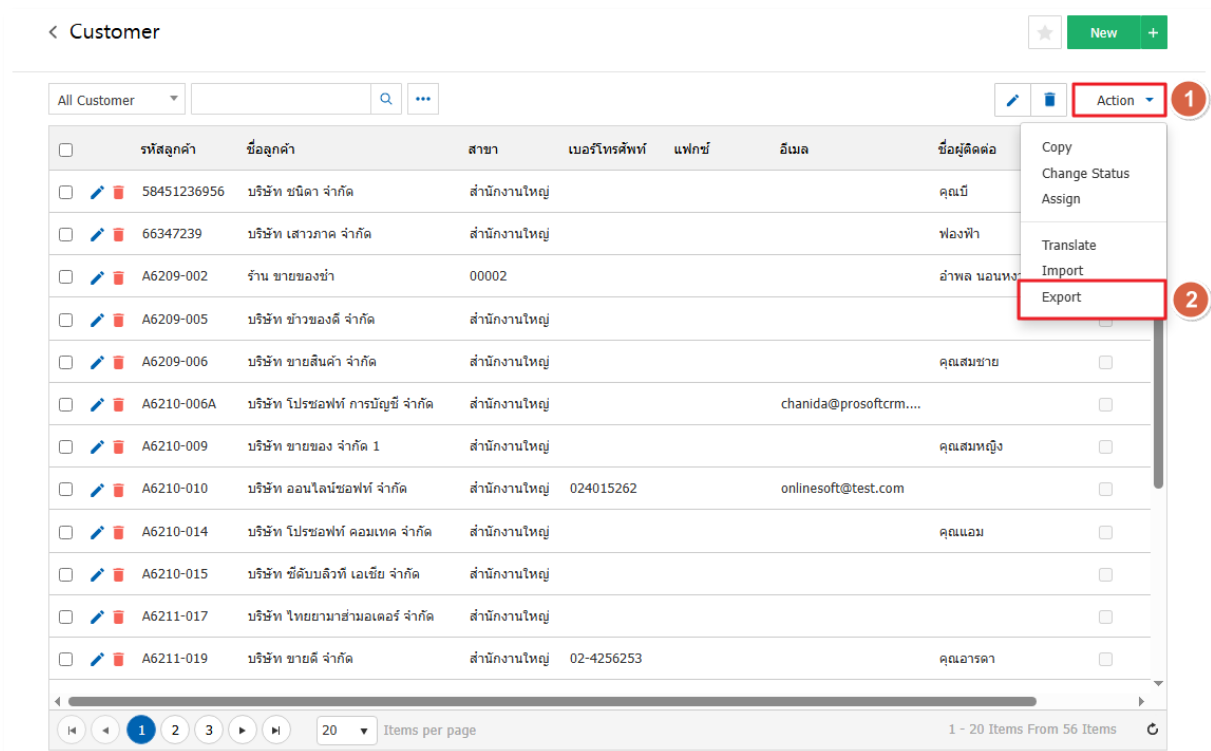 Customer
New +
All Customer
Action 1
รหัสลูกค้า ชื่อลูกค้า สาขา เบอร์โทรศัพท์ แฟกซ์ อีเมล ชื่อผู้ติดต่อ
Copy
Change Status
Assign
Translate
Import
Export 2
58451236956 บริษัท ชนิดา จำกัด สำนักงานใหญ่ คุณบี
66347239 บริษัท เสาวภาค จำกัด สำนักงานใหญ่ ฟองฟ้า
A6209-002 ร้าน ขายของชำ 00002 อำพล นอนหงา
A6209-005 บริษัท ข้าวของดี จำกัด สำนักงานใหญ่
A6209-006 บริษัท ขายสินค้า จำกัด สำนักงานใหญ่ คุณสมชาย
A6210-006A บริษัท โปรซอฟท์ การบัญชี จำกัด สำนักงานใหญ่ chanida@prosoftcrm....
A6210-009 บริษัท ขายของ จำกัด 1 สำนักงานใหญ่ คุณสมหญิง
A6210-010 บริษัท ออนไลน์ซอฟท์ จำกัด สำนักงานใหญ่ 024015262 onlinesoft@test.com
A6210-014 บริษัท โปรซอฟท์ คอมเทค จำกัด สำนักงานใหญ่ คุณแอม
A6210-015 บริษัท ซีดับบลิวที เอเชีย จำกัด สำนักงานใหญ่
A6211-017 บริษัท ไทยยามาฮ่ามอเตอร์ จำกัด สำนักงานใหญ่
A6211-019 บริษัท ขายดี จำกัด สำนักงานใหญ่ 02-4256253 คุณอารดา
1 2 3 20 Items per page 1 - 20 Items From 56 Items